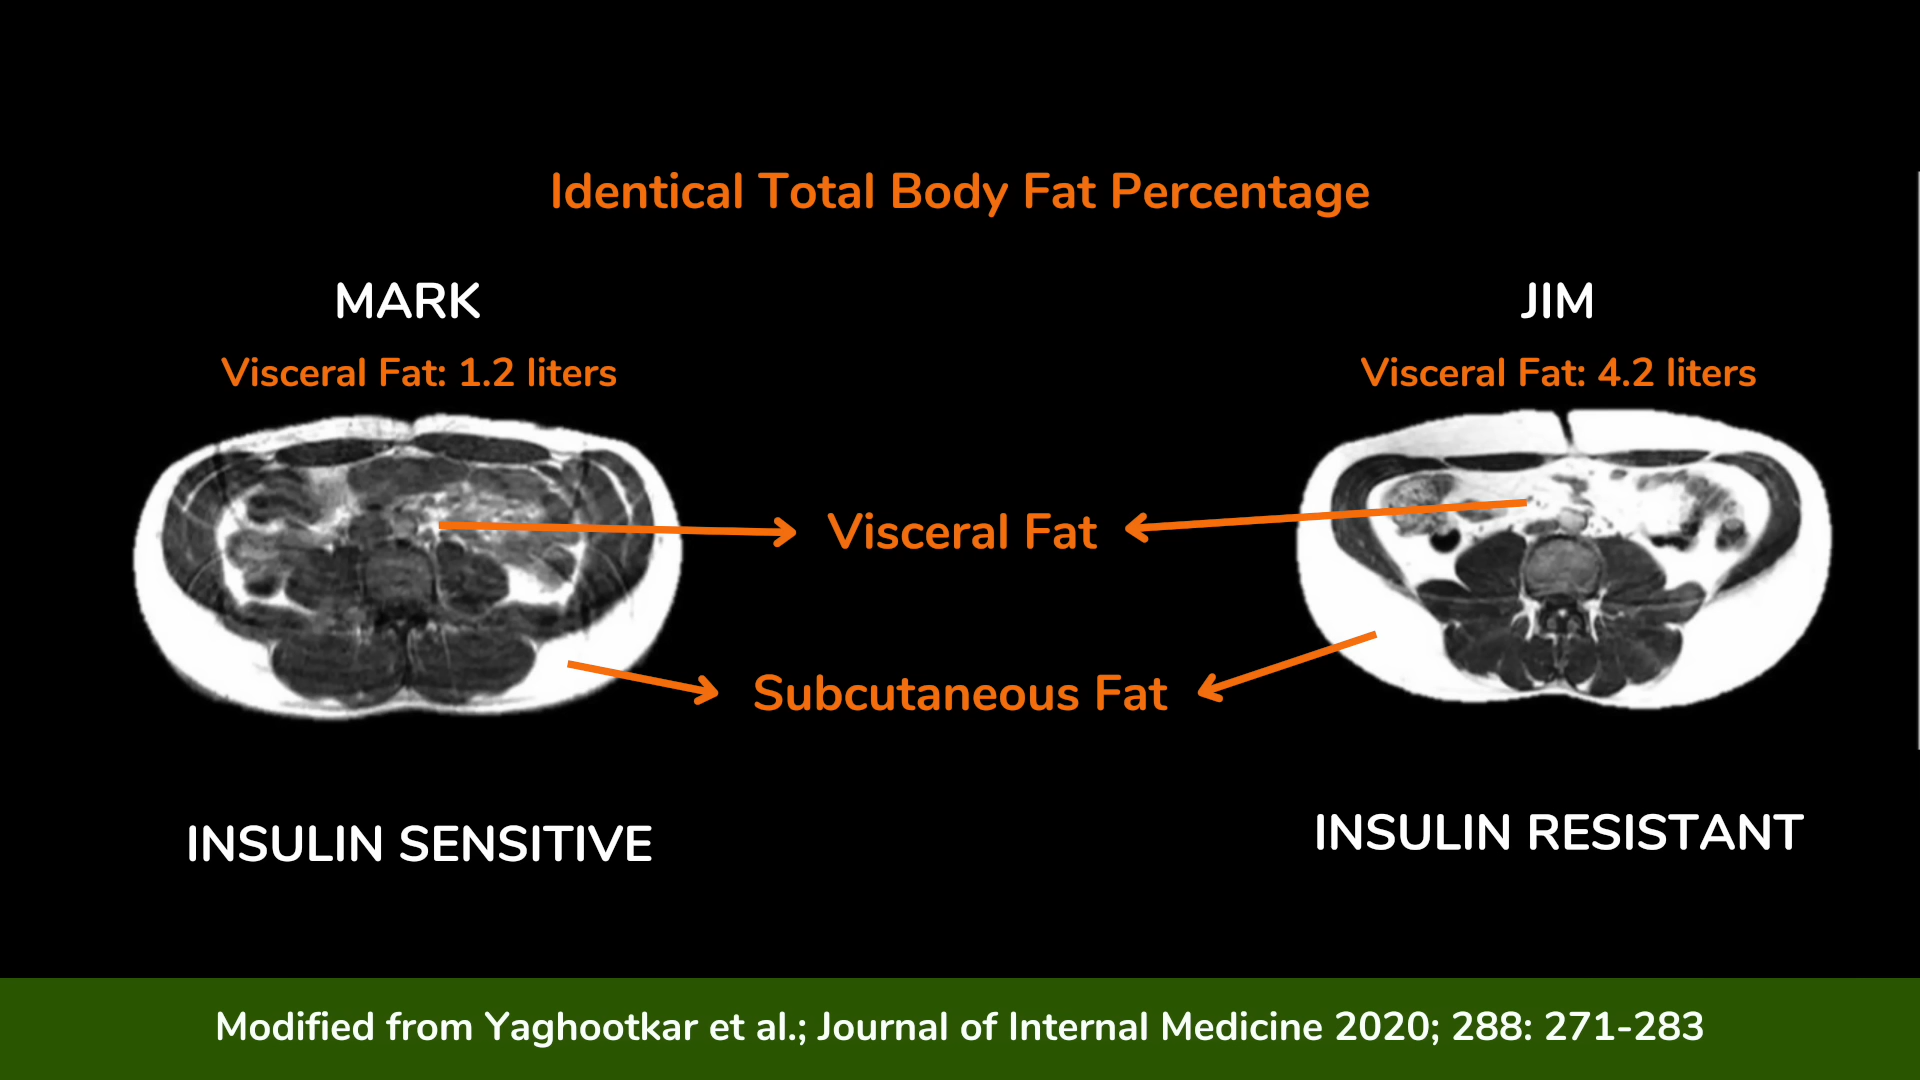 Identical Total Body Fat Percentage
MARK
Visceral Fat: 1.2 liters
JIM
Visceral Fat: 4.2 liters
Visceral Fat
Subcutaneous Fat
INSULIN SENSITIVE
INSULIN RESISTANT
Modified from Yaghootkar et al.; Journal of Internal Medicine 2020; 288: 271-283